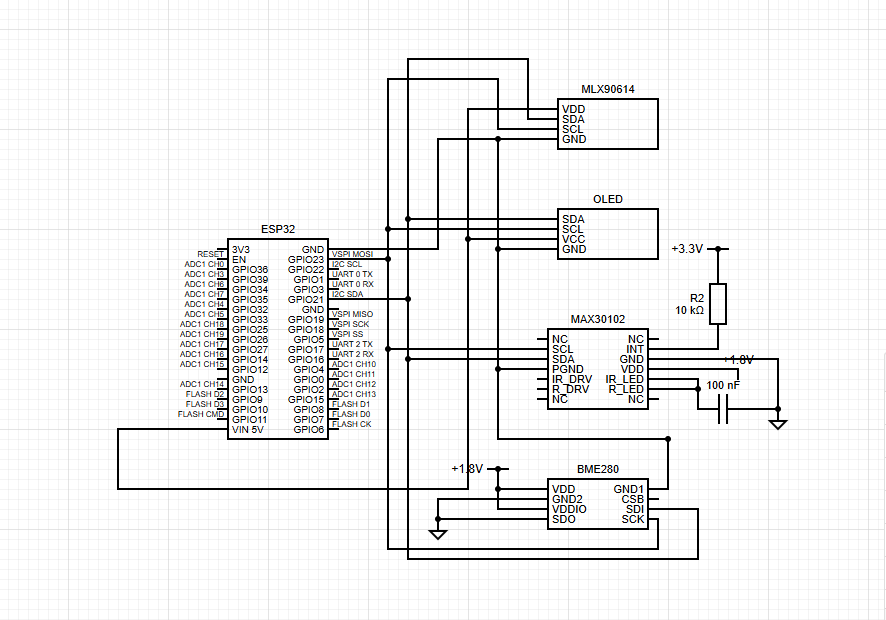 MLX90614
VDD
SDA
SCL
GND
OLED
SDA
SCL
VCC
GND
ESP32
3V3
EN
GPIO36
GPIO39
GPIO34
GPIO35
GPIO32
GPIO33
GPIO25
GPIO26
GPIO27
GPIO14
GPIO12
GND
GPIO13
GPIO9
GPIO10
GPIO11
VIN 5V
GND
GPIO23
GPIO22
GPIO1
GPIO3
GPIO21
GND
GPIO19
GPIO18
GPIO5
GPIO17
GPIO16
GPIO4
GPIO0
GPIO2
GPIO15
GPIO8
GPIO7
GPIO6
RESET
ADC1 CH0
ADC1 CH3
ADC1 CH6
ADC1 CH7
ADC1 CH4
ADC1 CH5
ADC1 CH18
ADC1 CH19
ADC1 CH17
ADC1 CH16
ADC1 CH15
ADC1 CH14
FLASH D2
FLASH D3
FLASH CMD
VSPI MOSI
I2C SCL
UART 0 TX
UART 0 RX
I2C SDA
VSPI MISO
VSPI SCK
VSPI SS
UART 2 TX
UART 2 RX
ADC1 CH10
ADC1 CH11
ADC1 CH12
ADC1 CH13
FLASH D1
FLASH D0
FLASH CK
+3.3V
R2
10 kΩ
MAX30102
NC
SCL
SDA
PGND
IR_DRV
R_DRV
NC
NC
INT
GND
VDD
IR_LED
R_LED
NC
+1.8V
100 nF
+1.8V
BME280
VDD
GND2
VDDIO
SDO
GND1
CSB
SDI
SCK